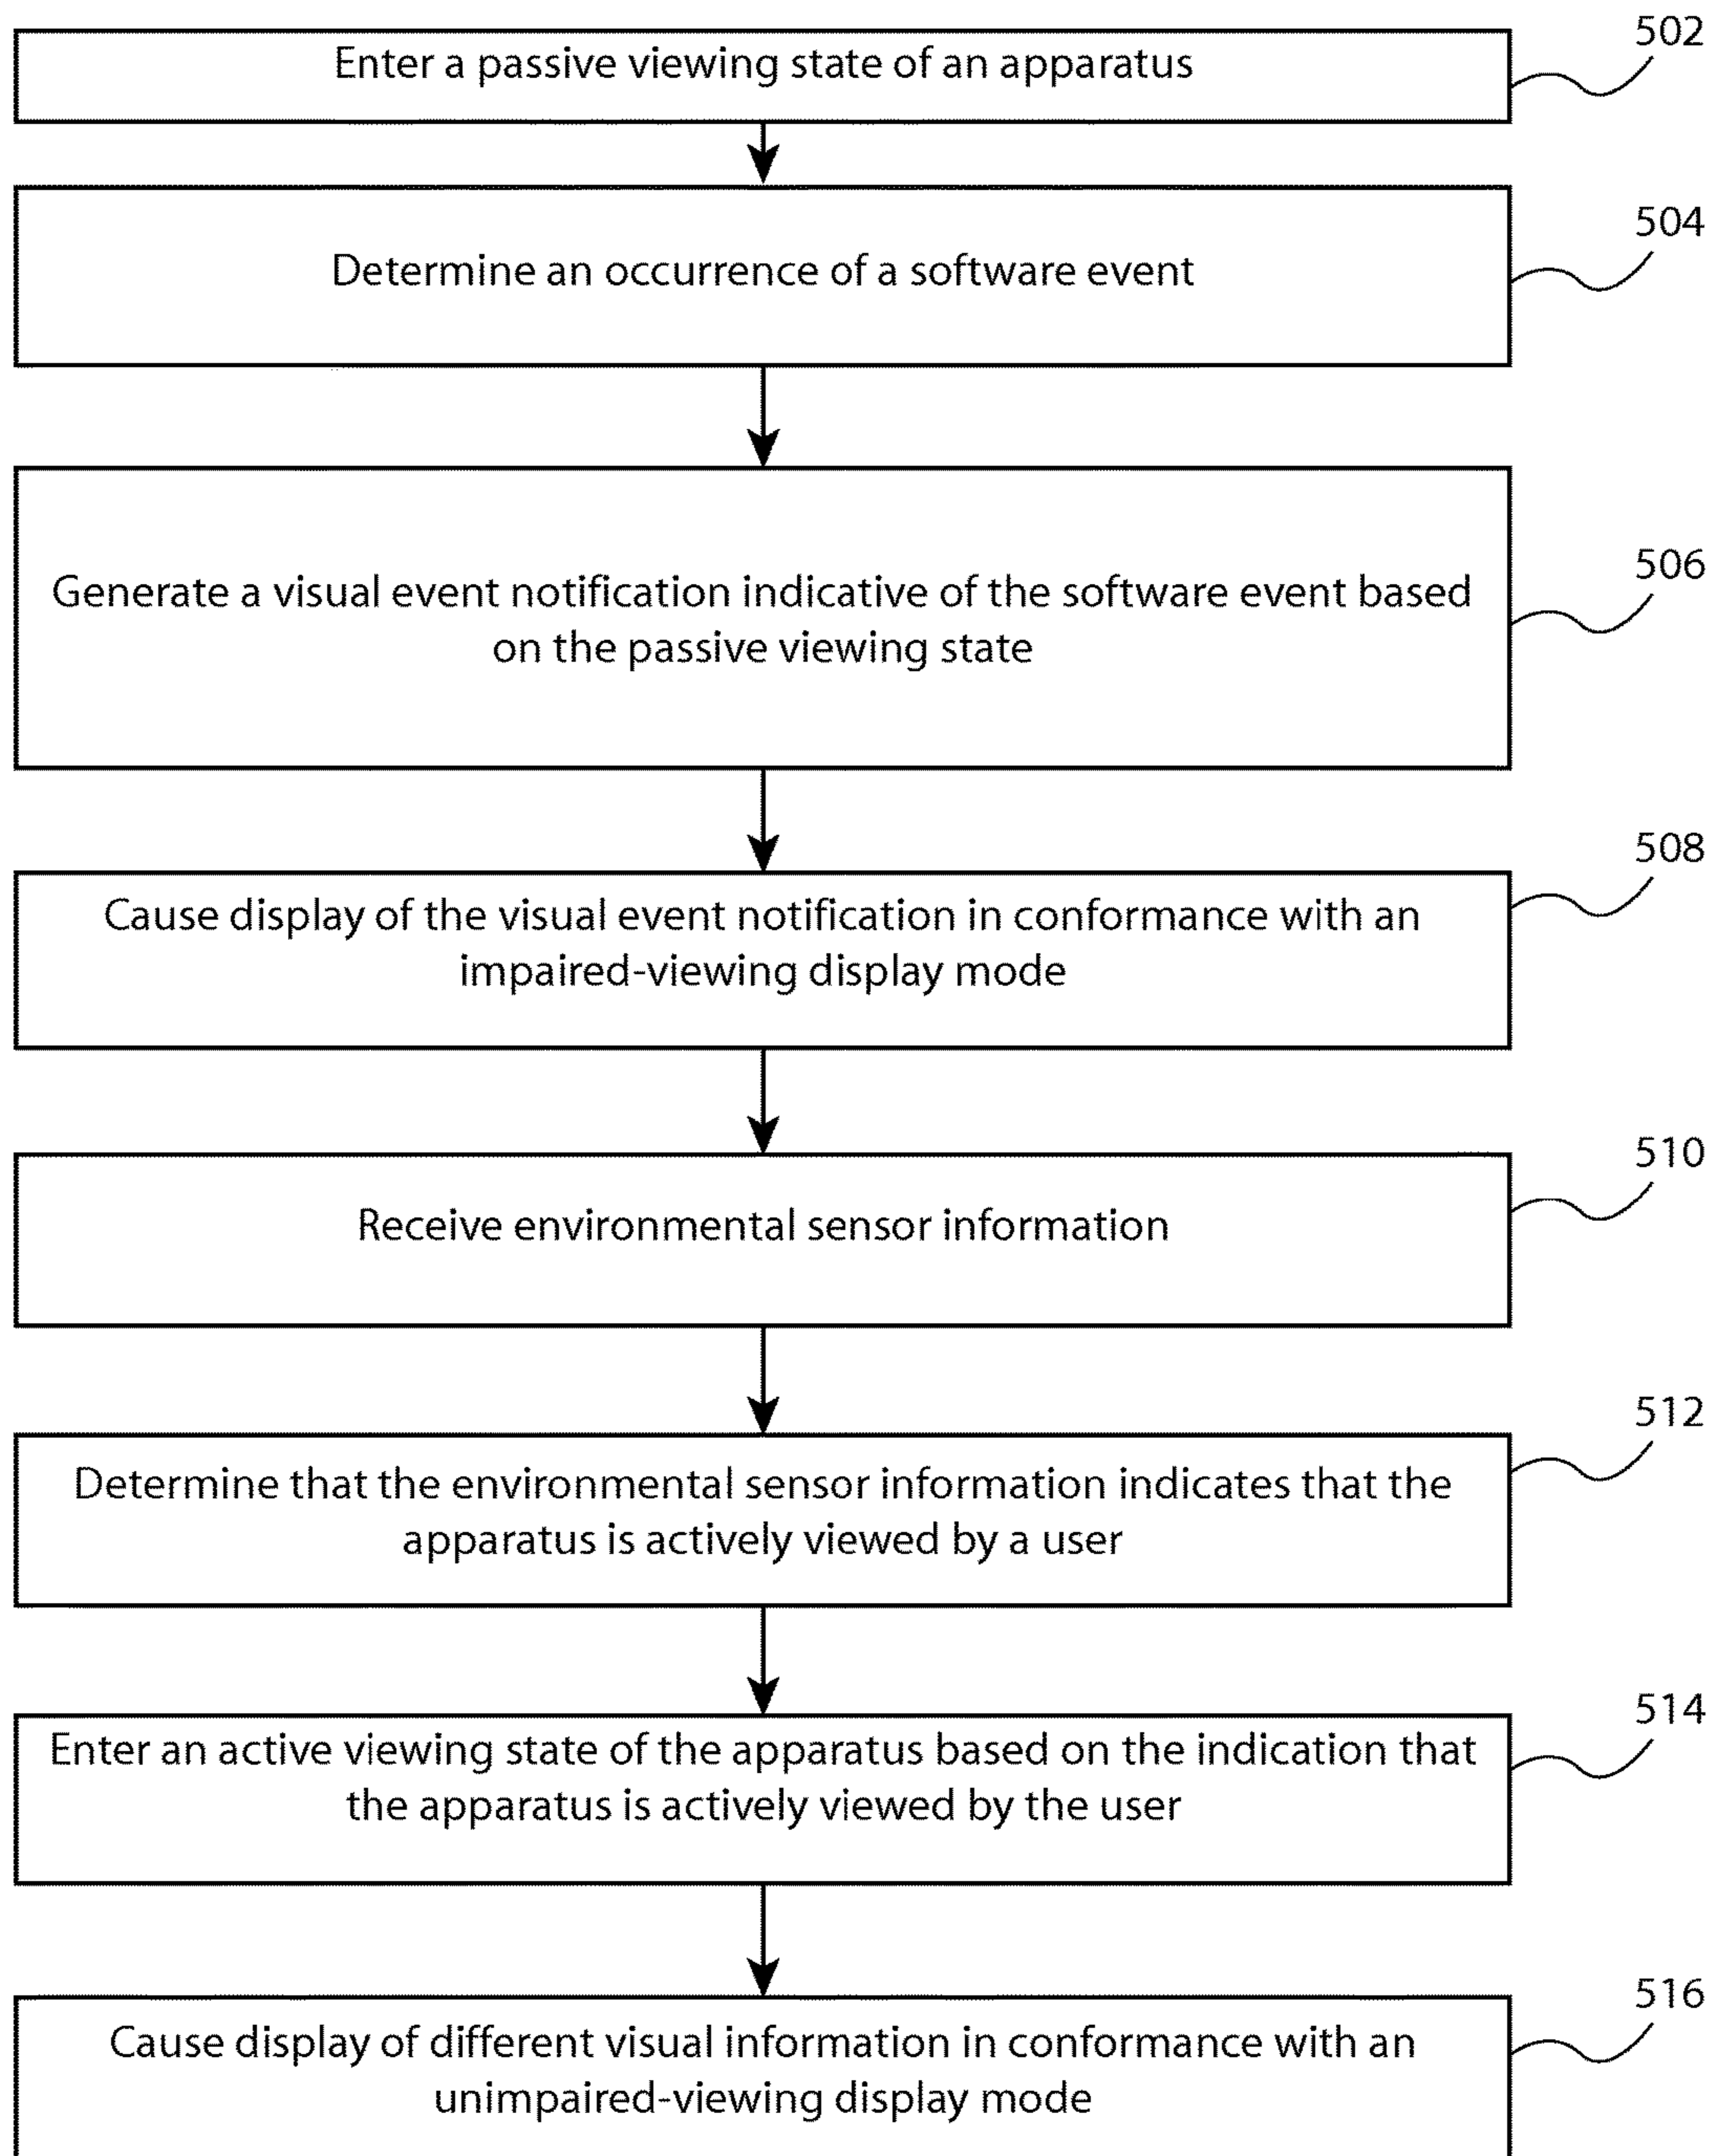 502
Enter a passive viewing state of an apparatus
504
Determine an occurrence of a software event
506
Generate a visual event notification indicative of the software event based
on the passive viewing state
508
Cause display of the visual event notification in conformance with an
impaired-viewing display mode
510
Receive environmental sensor information
512
Determine that the environmental sensor information indicates that the
apparatus is actively viewed by a user
514
Enter an active viewing state of the apparatus based on the indication that
the apparatus is actively viewed by the user
516
Cause display of different visual information in conformance with an
unimpaired-viewing display mode